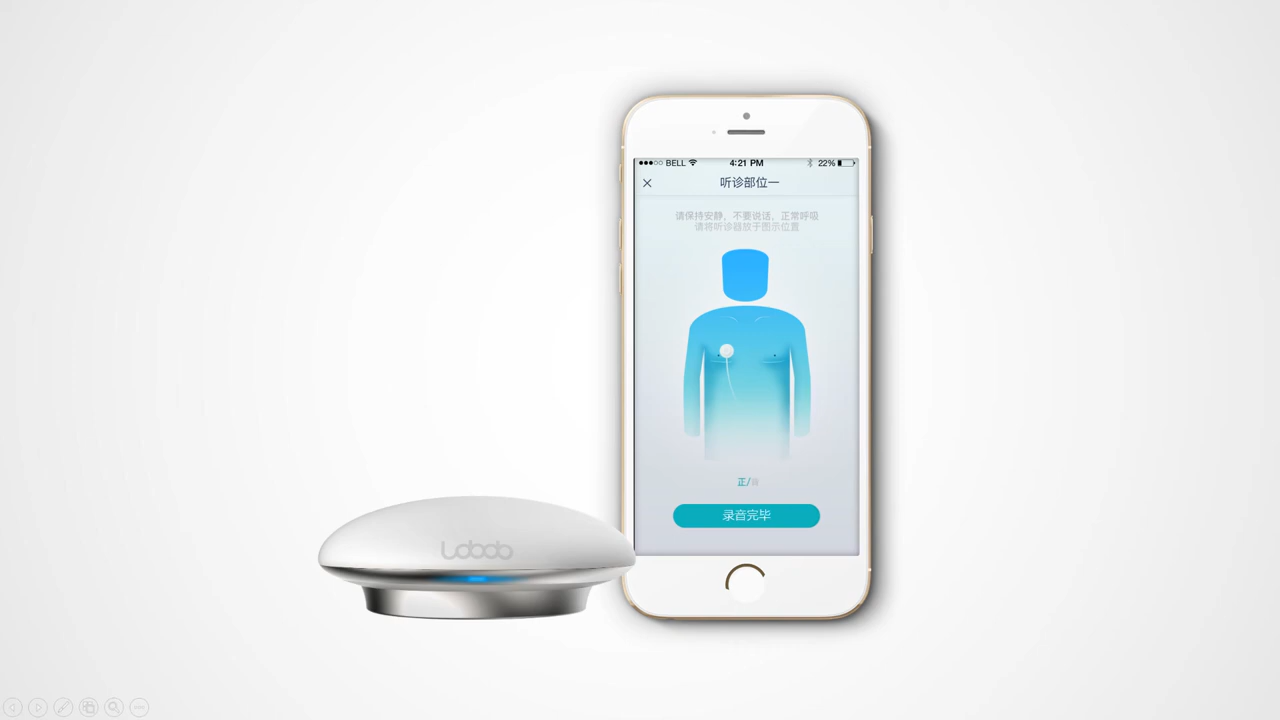 ●●●○○ BELL 4:21 PM 22%
听诊部位一
请保持安静，不要说话，正常呼吸
请将听诊器放于图示位置
正/背
录音完毕
Lobob